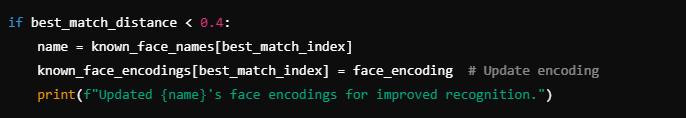 if best_match_distance < 0.4:
    name = known_face_names[best_match_index]
    known_face_encodings[best_match_index] = face_encoding  # Update encoding
    print(f"Updated {name}'s face encodings for improved recognition.")